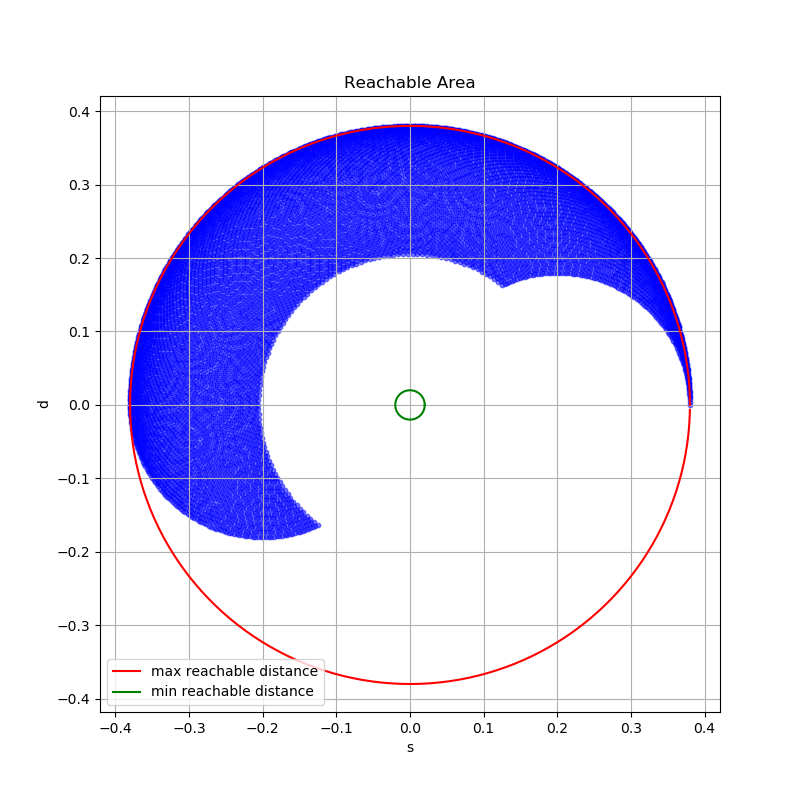 Reachable Area
d
0.4
0.3
0.2
0.1
0.0
−0.1
−0.2
−0.3
−0.4
max reachable distance
min reachable distance
−0.4 −0.3 −0.2 −0.1 0.0 0.1 0.2 0.3 0.4
s